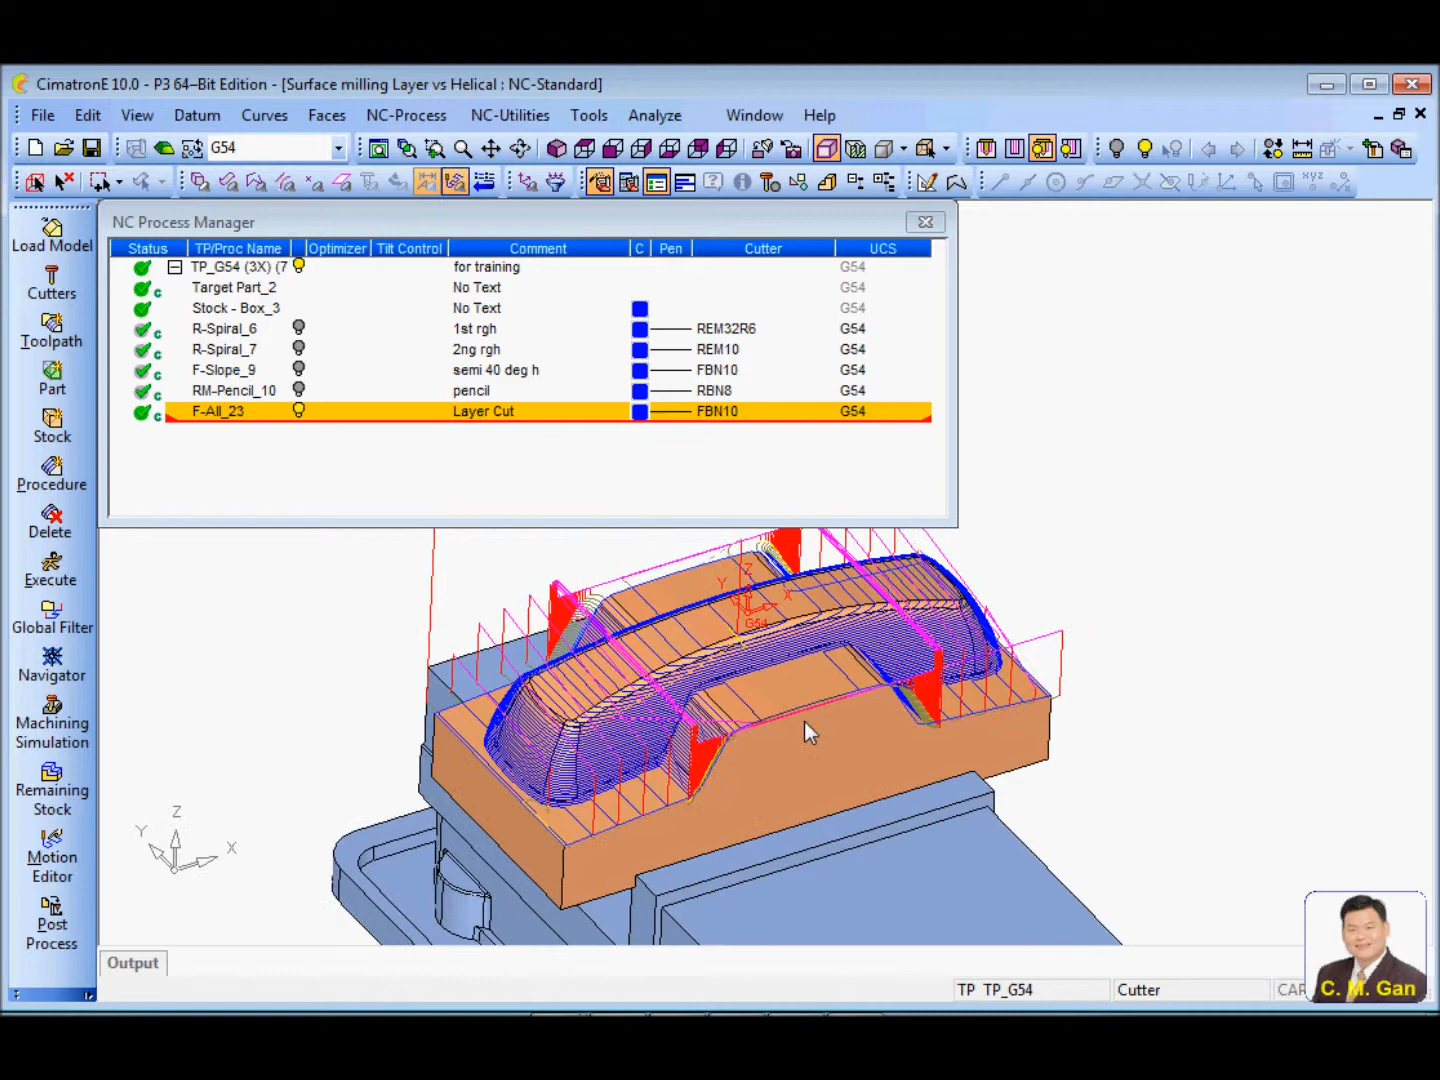 CimatronE 10.0 - P3 64–Bit Edition - [Surface milling Layer vs Helical : NC-Standard]
File Edit View Datum Curves Faces NC-Process NC-Utilities Tools Analyze Window Help
G54
XYZ
NC Process Manager
Status TP/Proc Name Optimizer Tilt Control Comment C Pen Cutter UCS
TP_G54 (3X) (7 for training G54
c Target Part_2 No Text G54
Stock - Box_3 No Text G54
c R-Spiral_6 1st rgh REM32R6 G54
c R-Spiral_7 2ng rgh REM10 G54
c F-Slope_9 semi 40 deg h FBN10 G54
c RM-Pencil_10 pencil RBN8 G54
c F-All_23 Layer Cut FBN10 G54
Load Model
Cutters
Toolpath
Part
Stock
Procedure
Delete
Execute
Global Filter
Navigator
Machining
Simulation
Remaining
Stock
Motion
Editor
Post
Process
Z
Y
X
G54
Z
Y
X
Output
TP TP_G54 Cutter CAR
C. M. Gan